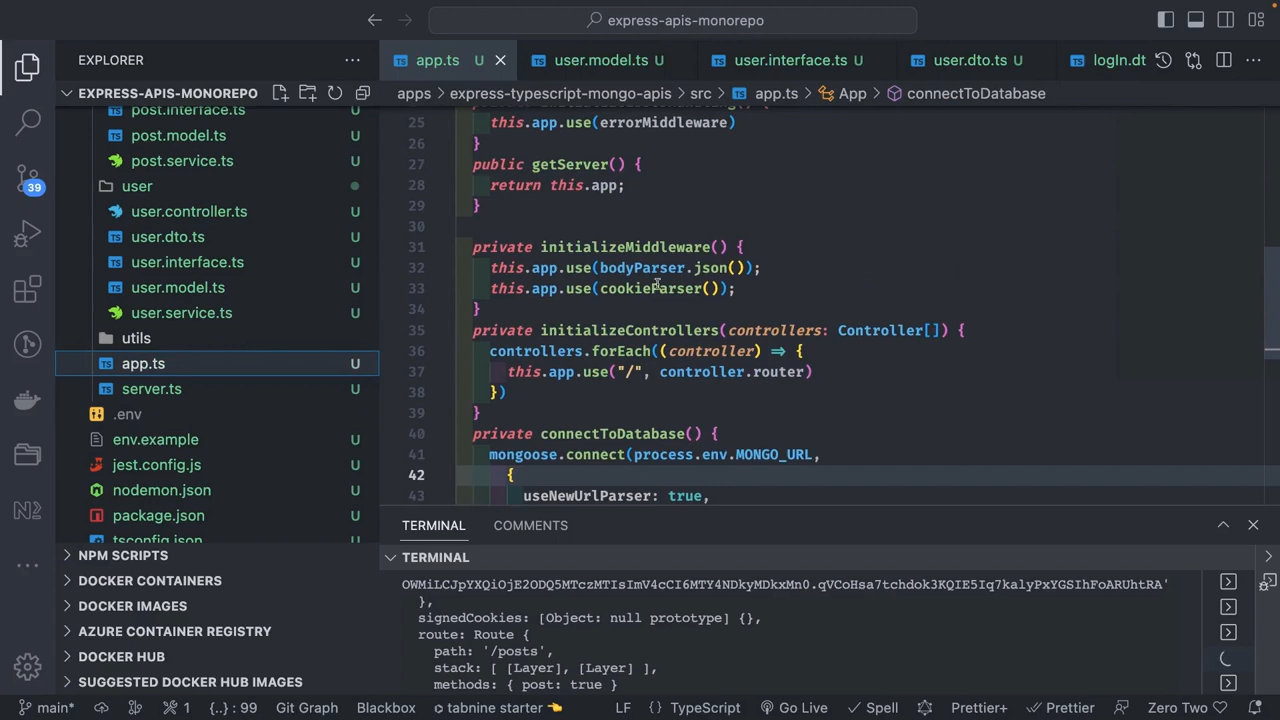 express-apis-monorepo
EXPLORER
app.ts U
user.model.ts U
user.interface.ts U
user.dto.ts U
logIn.dt
EXPRESS-APIS-MONOREPO
apps > express-typescript-mongo-apis > src > app.ts > App > connectToDatabase
post.interface.ts U
post.model.ts U
post.service.ts U
user
user.controller.ts U
user.dto.ts U
user.interface.ts U
user.model.ts U
user.service.ts U
utils
app.ts U
server.ts U
.env
env.example U
jest.config.js U
nodemon.json U
package.json U
tsconfig.json U
NPM SCRIPTS
DOCKER CONTAINERS
DOCKER IMAGES
AZURE CONTAINER REGISTRY
DOCKER HUB
SUGGESTED DOCKER HUB IMAGES
39
25 this.app.use(errorMiddleware)
26 }
27 public getServer() {
28 return this.app;
29 }
30
31 private initializeMiddleware() {
32 this.app.use(bodyParser.json());
33 this.app.use(cookieParser());
34 }
35 private initializeControllers(controllers: Controller[]) {
36 controllers.forEach((controller) => {
37 this.app.use("/", controller.router)
38 })
39 }
40 private connectToDatabase() {
41 mongoose.connect(process.env.MONGO_URL,
42 {
43 useNewUrlParser: true,
TERMINAL COMMENTS
TERMINAL
OWMiLCJpYXQiOjE2ODQ5MTczMTIsImV4cCI6MTY4NDkyMDkxMn0.qVCoHsa7tchdok3KQIE5Iq7kalyPxYGSIhFoARUhtRA'
},
signedCookies: [Object: null prototype] {},
route: Route {
path: '/posts',
stack: [ [Layer], [Layer] ],
methods: { post: true }
main* 1 {..} : 99 Git Graph Blackbox tabnine starter LF {} TypeScript Go Live Spell Prettier+ Prettier Zero Two